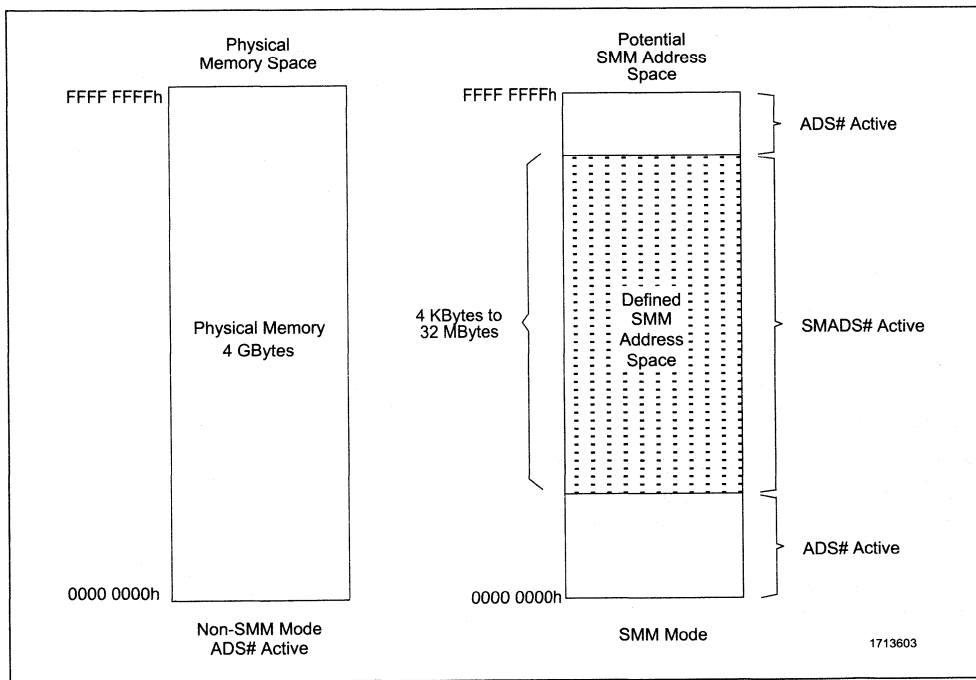 Physical
Memory Space
FFFF FFFFh
Physical Memory
4 GBytes
0000 0000h
Non-SMM Mode
ADS# Active
Potential
SMM Address
Space
FFFF FFFFh
ADS# Active
4 KBytes to
32 MBytes
Defined
SMM
Address
Space
SMADS# Active
ADS# Active
0000 0000h
SMM Mode
1713603